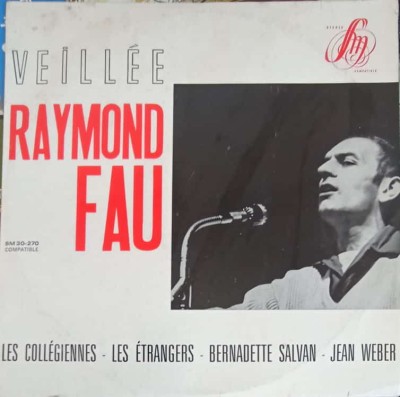 VEILLÉE
RAYMOND
FAU
SM 30-270
COMPATIBLE
LES COLLÉGIENNES - LES ÉTRANGERS - BERNADETTE SALVAN - JEAN WEBER